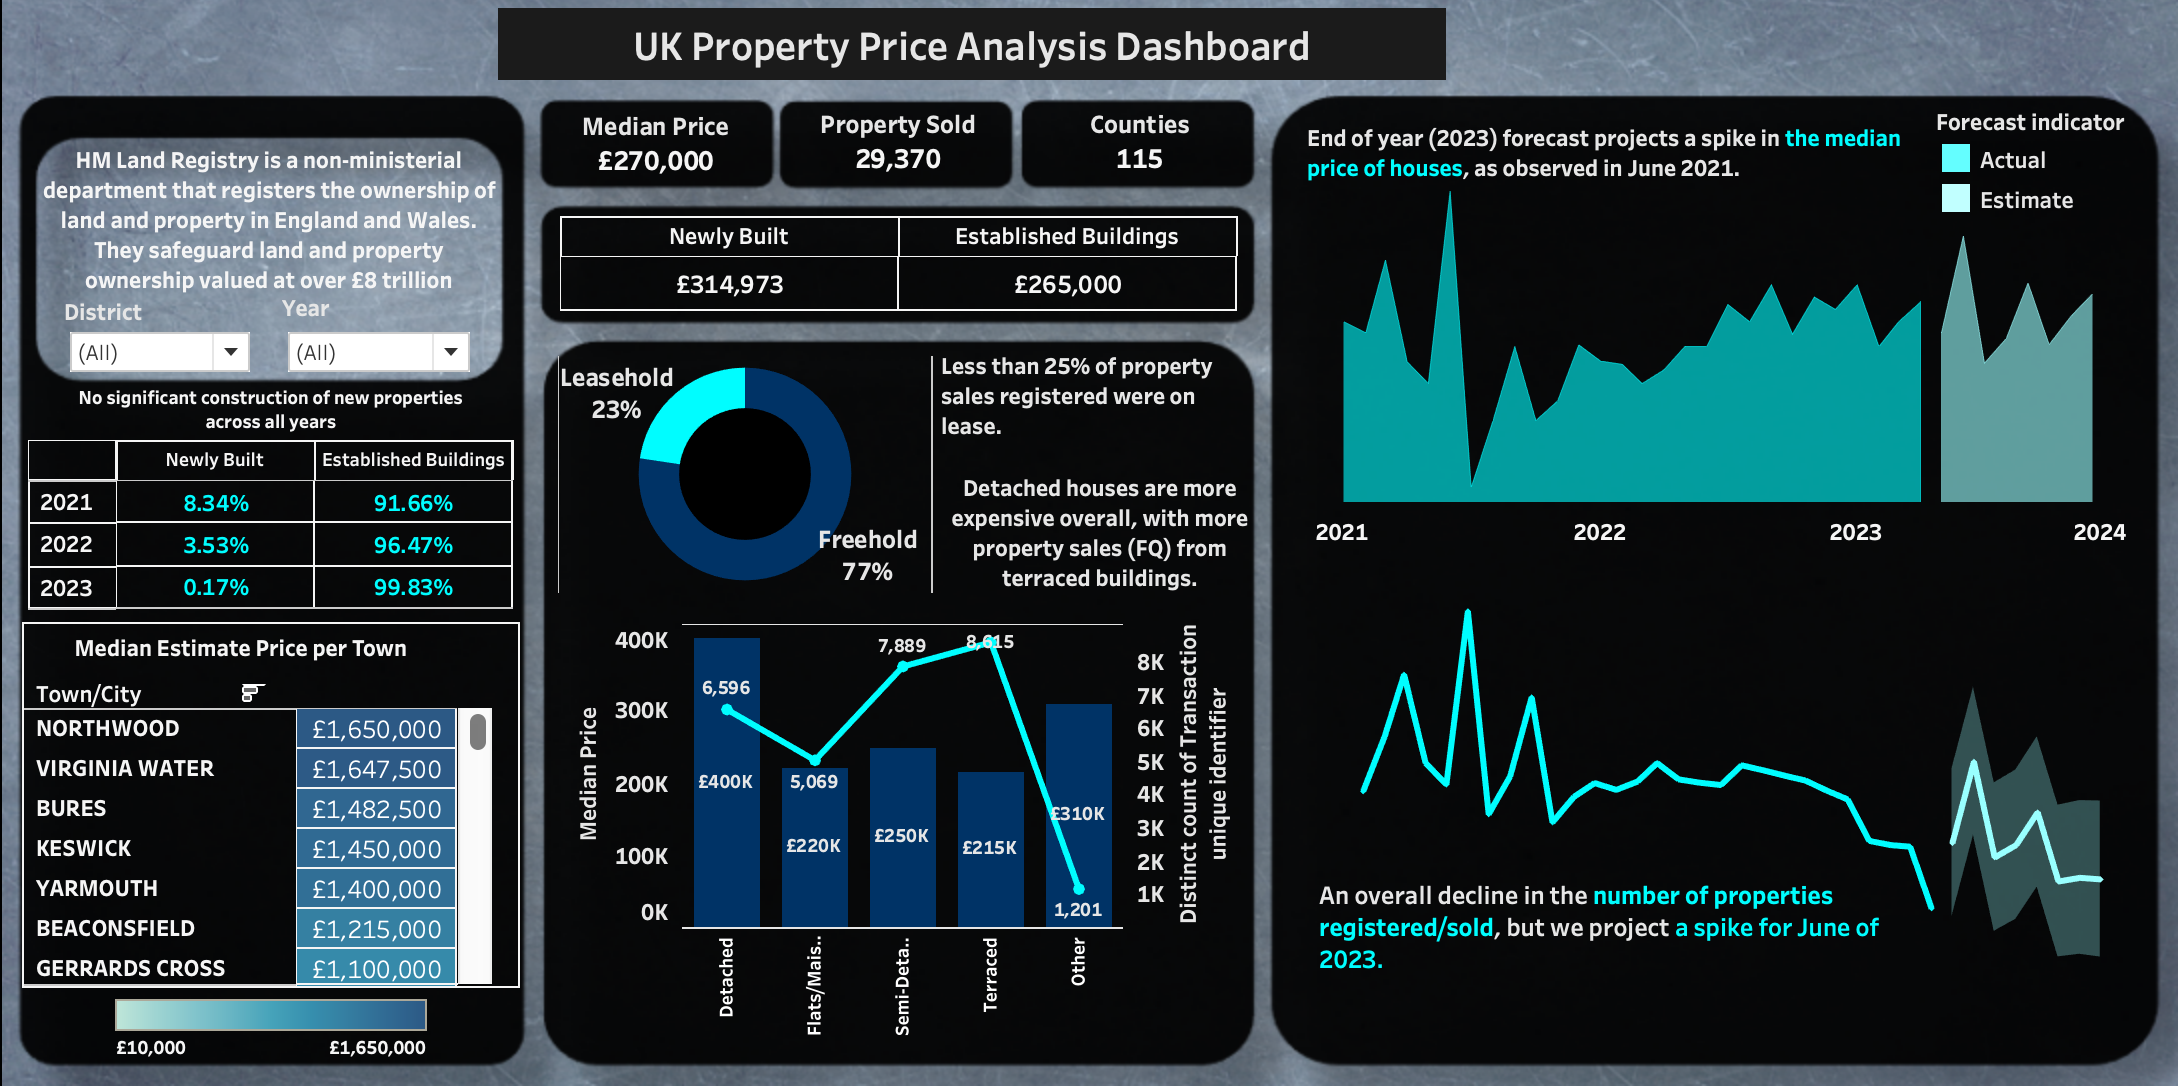 UK Property Price Analysis Dashboard
HM Land Registry is a non-ministerial
department that registers the ownership of
land and property in England and Wales.
They safeguard land and property
ownership valued at over £8 trillion
District
Year
(All)
(All)
No significant construction of new properties
across all years
Newly Built Established Buildings
2021 8.34% 91.66%
2022 3.53% 96.47%
2023 0.17% 99.83%
Median Estimate Price per Town
Town/City
NORTHWOOD £1,650,000
VIRGINIA WATER £1,647,500
BURES £1,482,500
KESWICK £1,450,000
YARMOUTH £1,400,000
BEACONSFIELD £1,215,000
GERRARDS CROSS £1,100,000
£10,000 £1,650,000
Median Price
£270,000
Property Sold
29,370
Counties
115
Newly Built Established Buildings
£314,973 £265,000
Leasehold
23%
Freehold
77%
Less than 25% of property
sales registered were on
lease.
Detached houses are more
expensive overall, with more
property sales (FQ) from
terraced buildings.
Median Price
400K
300K
200K
100K
0K
6,596
5,069
7,889
8,615
1,201
£400K
£220K
£250K
£215K
£310K
8K
7K
6K
5K
4K
3K
2K
1K
Distinct count of Transaction
unique identifier
Detached
Flats/Mais..
Semi-Deta..
Terraced
Other
End of year (2023) forecast projects a spike in the median
price of houses, as observed in June 2021.
Forecast indicator
Actual
Estimate
2021 2022 2023 2024
An overall decline in the number of properties
registered/sold, but we project a spike for June of
2023.